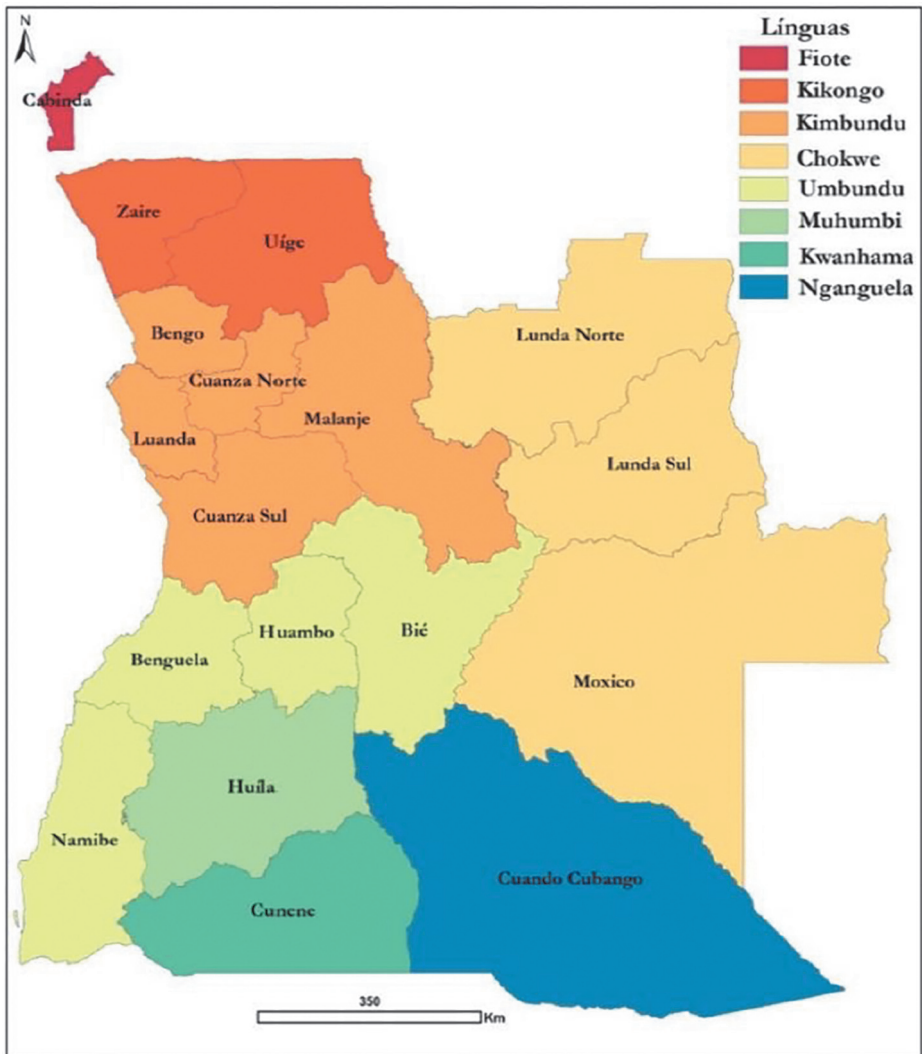 N
Línguas
Fiote
Kikongo
Kimbundu
Chokwe
Umbundu
Muhumbi
Kwanhama
Nganguela
Cabinda
Zaire
Uíge
Bengo
Lunda Norte
Cuanza Norte
Malanje
Luanda
Lunda Sul
Cuanza Sul
Huambo
Bié
Benguela
Moxico
Huíla
Namibe
Cuando Cubango
Cunene
350
Km